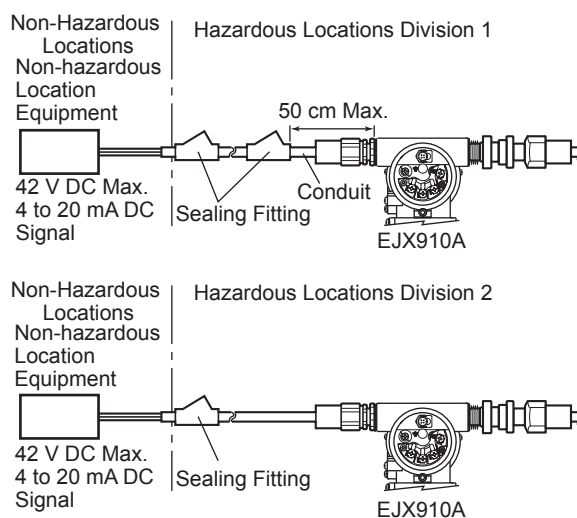 Non-Hazardous
Locations
Hazardous Locations Division 1
Non-hazardous
Location
Equipment
50 cm Max.
42 V DC Max.
4 to 20 mA DC
Signal
Sealing Fitting
Conduit
EJX910A
Non-Hazardous
Locations
Hazardous Locations Division 2
Non-hazardous
Location
Equipment
42 V DC Max.
4 to 20 mA DC
Signal
Sealing Fitting
EJX910A